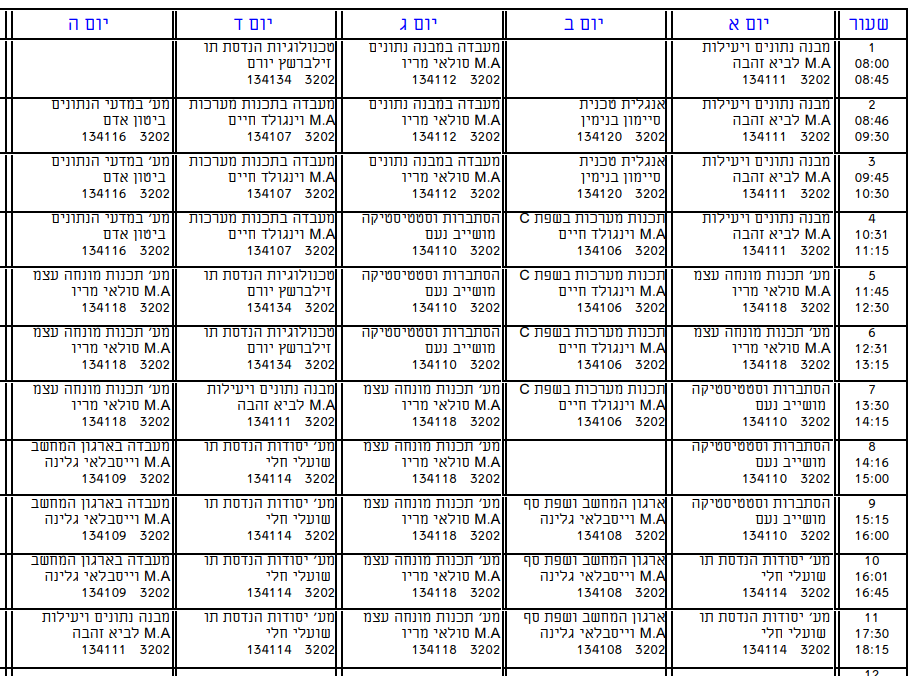 שעור
יום א
יום ב
יום ג
יום ד
יום ה
1
08:00
08:45
מבנה נתונים ויעילות
M.A לביא זהבה
3202 134111
מעבדה במבנה נתונים
M.A סולאי מריו
3202 134112
טכנולוגיות הנדסת תו
זילברשץ יורם
3202 134134
2
08:46
09:30
מבנה נתונים ויעילות
M.A לביא זהבה
3202 134111
אנגלית טכנית
סיימון בנימין
3202 134120
מעבדה במבנה נתונים
M.A סולאי מריו
3202 134112
מעבדה בתכנות מערכות
M.A וינגולד חיים
3202 134107
מע' במדעי הנתונים
ביטון אדם
3202 134116
3
09:45
10:30
מבנה נתונים ויעילות
M.A לביא זהבה
3202 134111
אנגלית טכנית
סיימון בנימין
3202 134120
מעבדה במבנה נתונים
M.A סולאי מריו
3202 134112
מעבדה בתכנות מערכות
M.A וינגולד חיים
3202 134107
מע' במדעי הנתונים
ביטון אדם
3202 134116
4
10:31
11:15
מבנה נתונים ויעילות
M.A לביא זהבה
3202 134111
תכנות מערכות בשפת C
M.A וינגולד חיים
3202 134106
הסתברות וסטטיסטיקה
מושייב נעם
3202 134110
מעבדה בתכנות מערכות
M.A וינגולד חיים
3202 134107
מע' במדעי הנתונים
ביטון אדם
3202 134116
5
11:45
12:30
מע' תכנות מונחה עצמ
M.A סולאי מריו
3202 134118
תכנות מערכות בשפת C
M.A וינגולד חיים
3202 134106
הסתברות וסטטיסטיקה
מושייב נעם
3202 134110
טכנולוגיות הנדסת תו
זילברשץ יורם
3202 134134
מע' תכנות מונחה עצמ
M.A סולאי מריו
3202 134118
6
12:31
13:15
מע' תכנות מונחה עצמ
M.A סולאי מריו
3202 134118
תכנות מערכות בשפת C
M.A וינגולד חיים
3202 134106
הסתברות וסטטיסטיקה
מושייב נעם
3202 134110
טכנולוגיות הנדסת תו
זילברשץ יורם
3202 134134
מע' תכנות מונחה עצמ
M.A סולאי מריו
3202 134118
7
13:30
14:15
הסתברות וסטטיסטיקה
מושייב נעם
3202 134110
תכנות מערכות בשפת C
M.A וינגולד חיים
3202 134106
מע' תכנות מונחה עצמ
M.A סולאי מריו
3202 134118
מבנה נתונים ויעילות
M.A לביא זהבה
3202 134111
מע' תכנות מונחה עצמ
M.A סולאי מריו
3202 134118
8
14:16
15:00
הסתברות וסטטיסטיקה
מושייב נעם
3202 134110
מע' תכנות מונחה עצמ
M.A סולאי מריו
3202 134118
מע' יסודות הנדסת תו
שועלי חלי
3202 134114
מעבדה בארגון המחשב
M.A וייסבלאי גלינה
3202 134109
9
15:15
16:00
הסתברות וסטטיסטיקה
מושייב נעם
3202 134110
ארגון המחשב ושפת סף
M.A וייסבלאי גלינה
3202 134108
מע' תכנות מונחה עצמ
M.A סולאי מריו
3202 134118
מע' יסודות הנדסת תו
שועלי חלי
3202 134114
מעבדה בארגון המחשב
M.A וייסבלאי גלינה
3202 134109
10
16:01
16:45
מע' יסודות הנדסת תו
שועלי חלי
3202 134114
ארגון המחשב ושפת סף
M.A וייסבלאי גלינה
3202 134108
מע' תכנות מונחה עצמ
M.A סולאי מריו
3202 134118
מע' יסודות הנדסת תו
שועלי חלי
3202 134114
מעבדה בארגון המחשב
M.A וייסבלאי גלינה
3202 134109
11
17:30
18:15
מע' יסודות הנדסת תו
שועלי חלי
3202 134114
ארגון המחשב ושפת סף
M.A וייסבלאי גלינה
3202 134108
מע' תכנות מונחה עצמ
M.A סולאי מריו
3202 134118
מע' יסודות הנדסת תו
שועלי חלי
3202 134114
מבנה נתונים ויעילות
M.A לביא זהבה
3202 134111
12